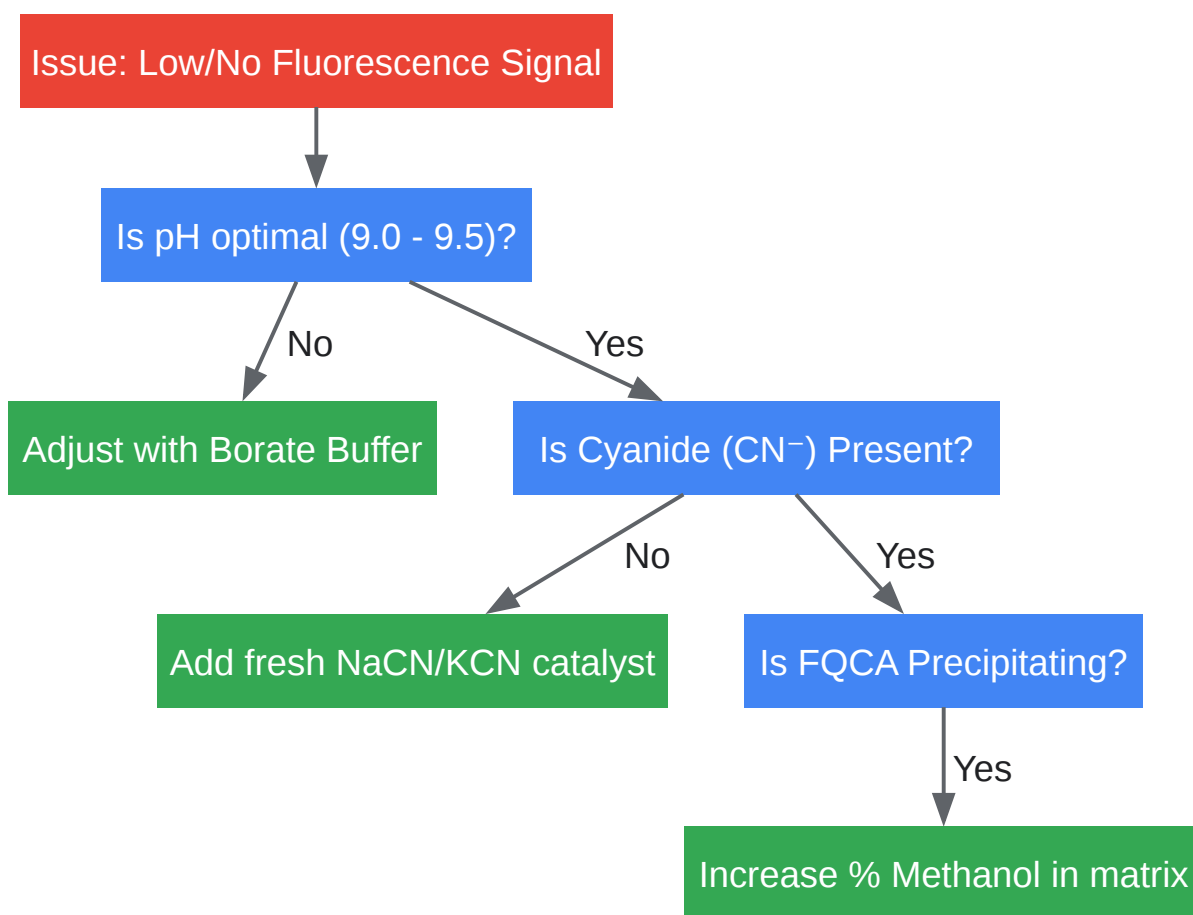 Issue: Low/No Fluorescence Signal
Is pH optimal (9.0 - 9.5)?
No
Yes
Adjust with Borate Buffer
Is Cyanide (CN⁻) Present?
No
Yes
Add fresh NaCN/KCN catalyst
Is FQCA Precipitating?
Yes
Increase % Methanol in matrix